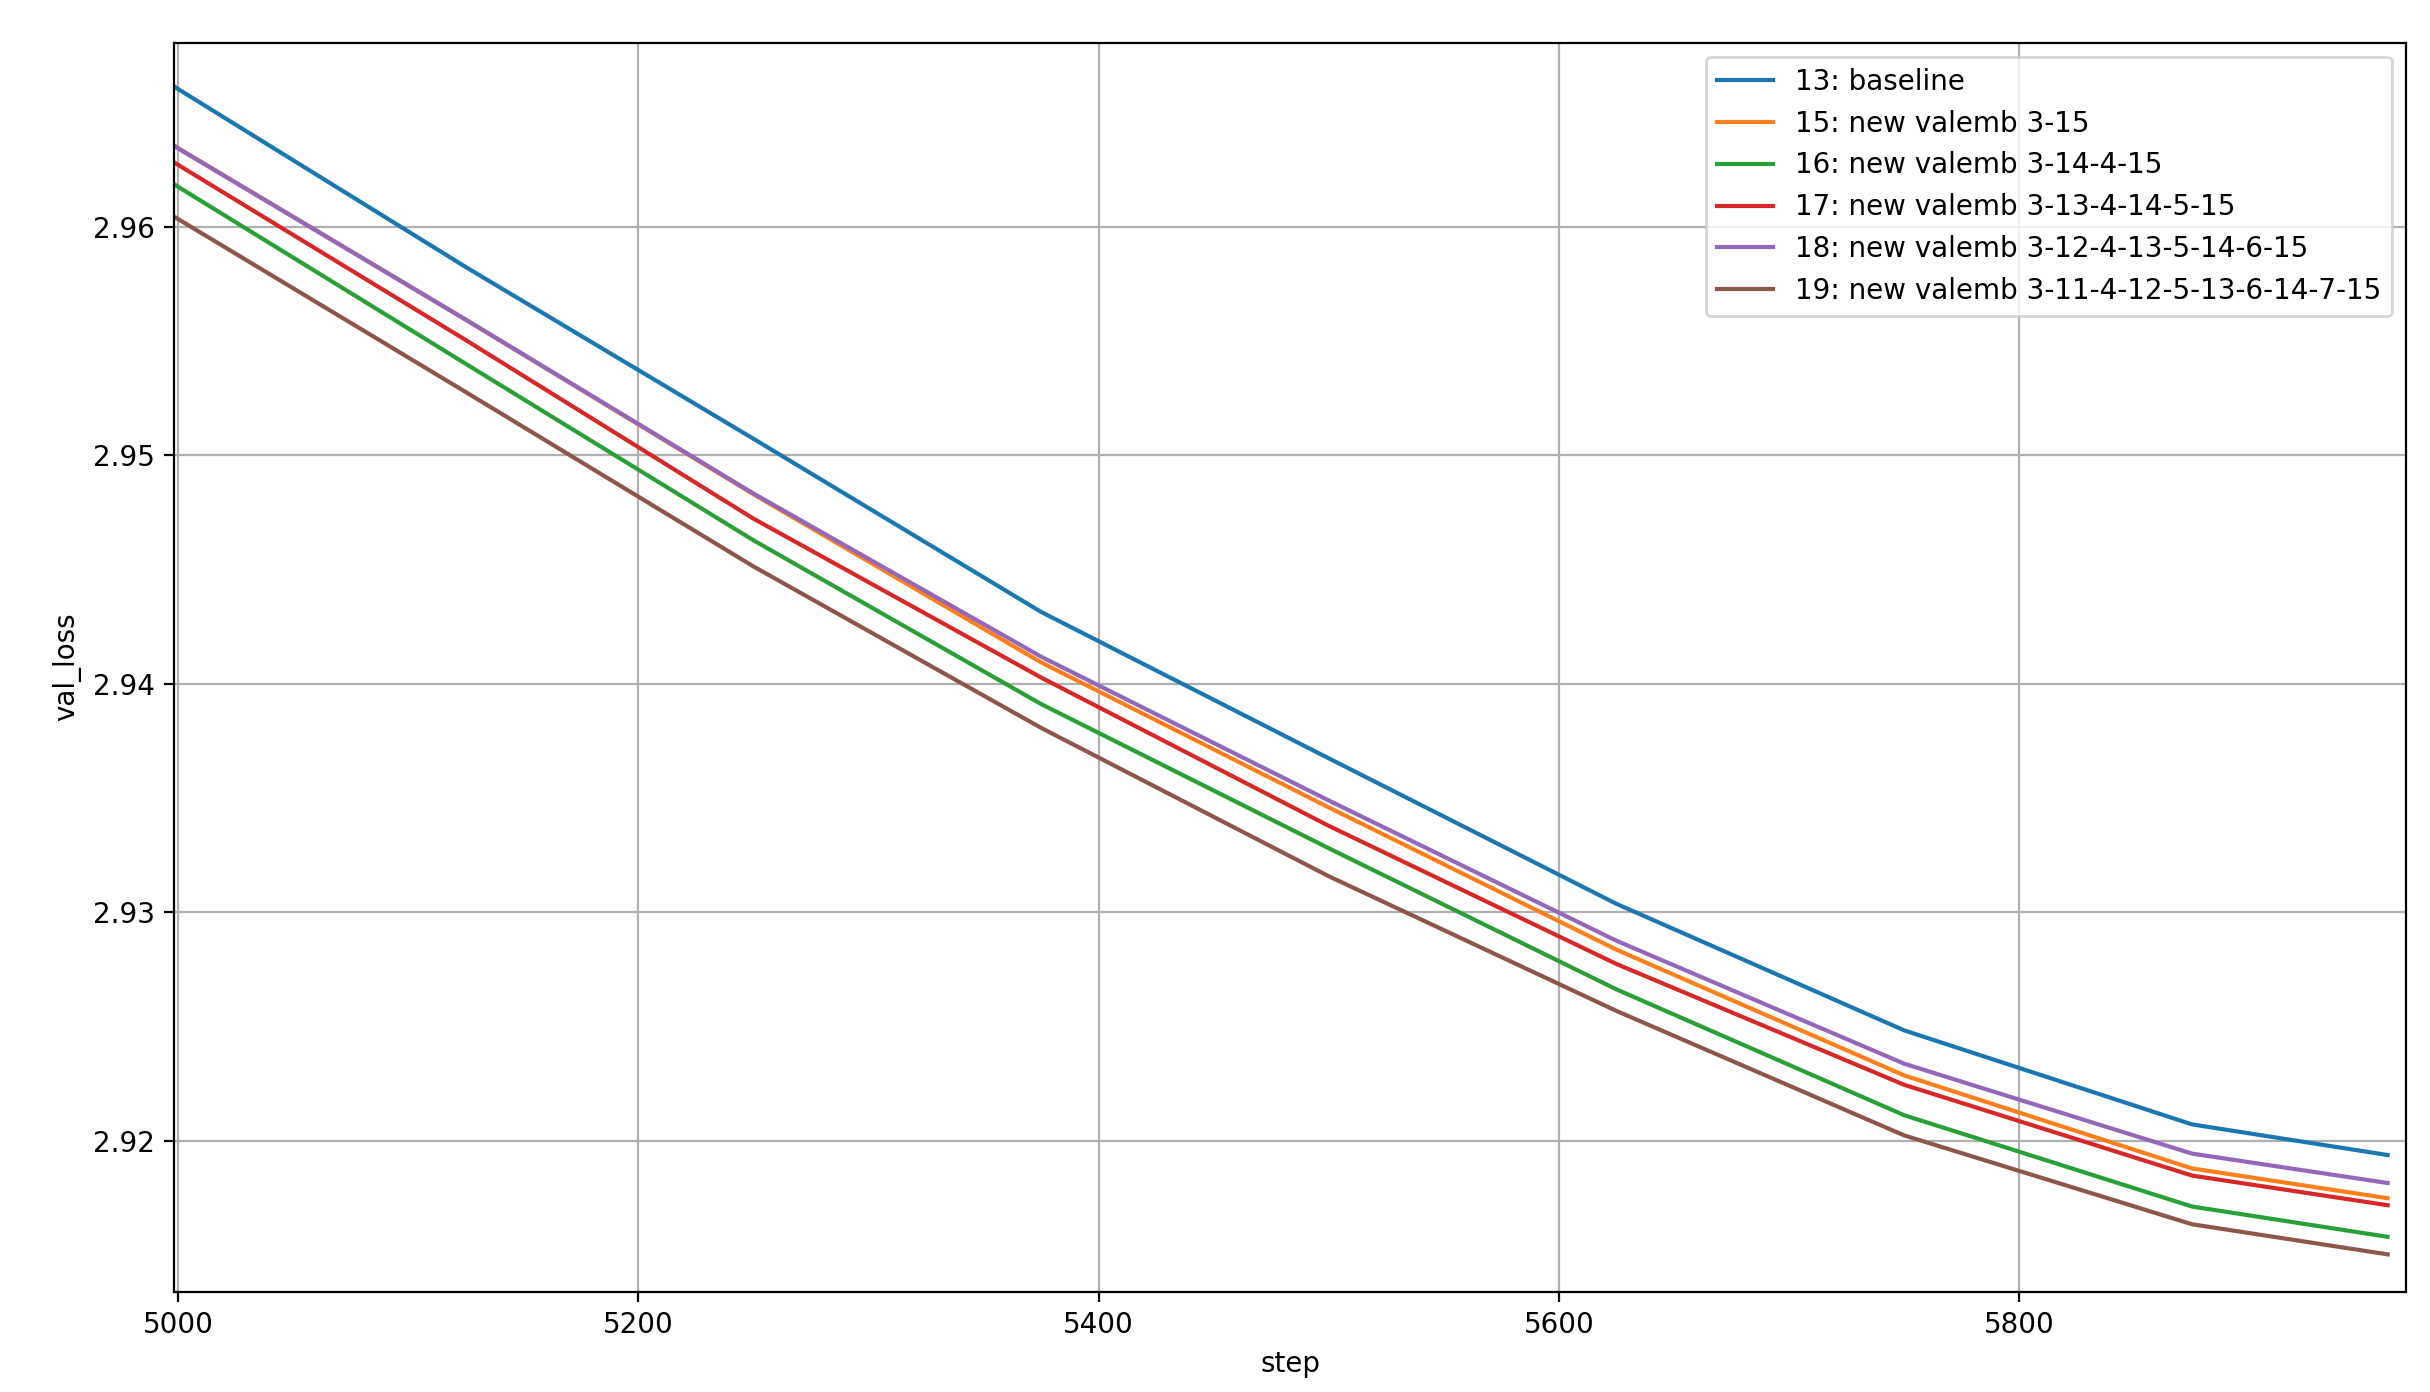 13: baseline
15: new valemb 3-15
16: new valemb 3-14-4-15
17: new valemb 3-13-4-14-5-15
18: new valemb 3-12-4-13-5-14-6-15
19: new valemb 3-11-4-12-5-13-6-14-7-15
2.96
2.95
2.94
2.93
2.92
val_loss
5000 5200 5400 5600 5800
step